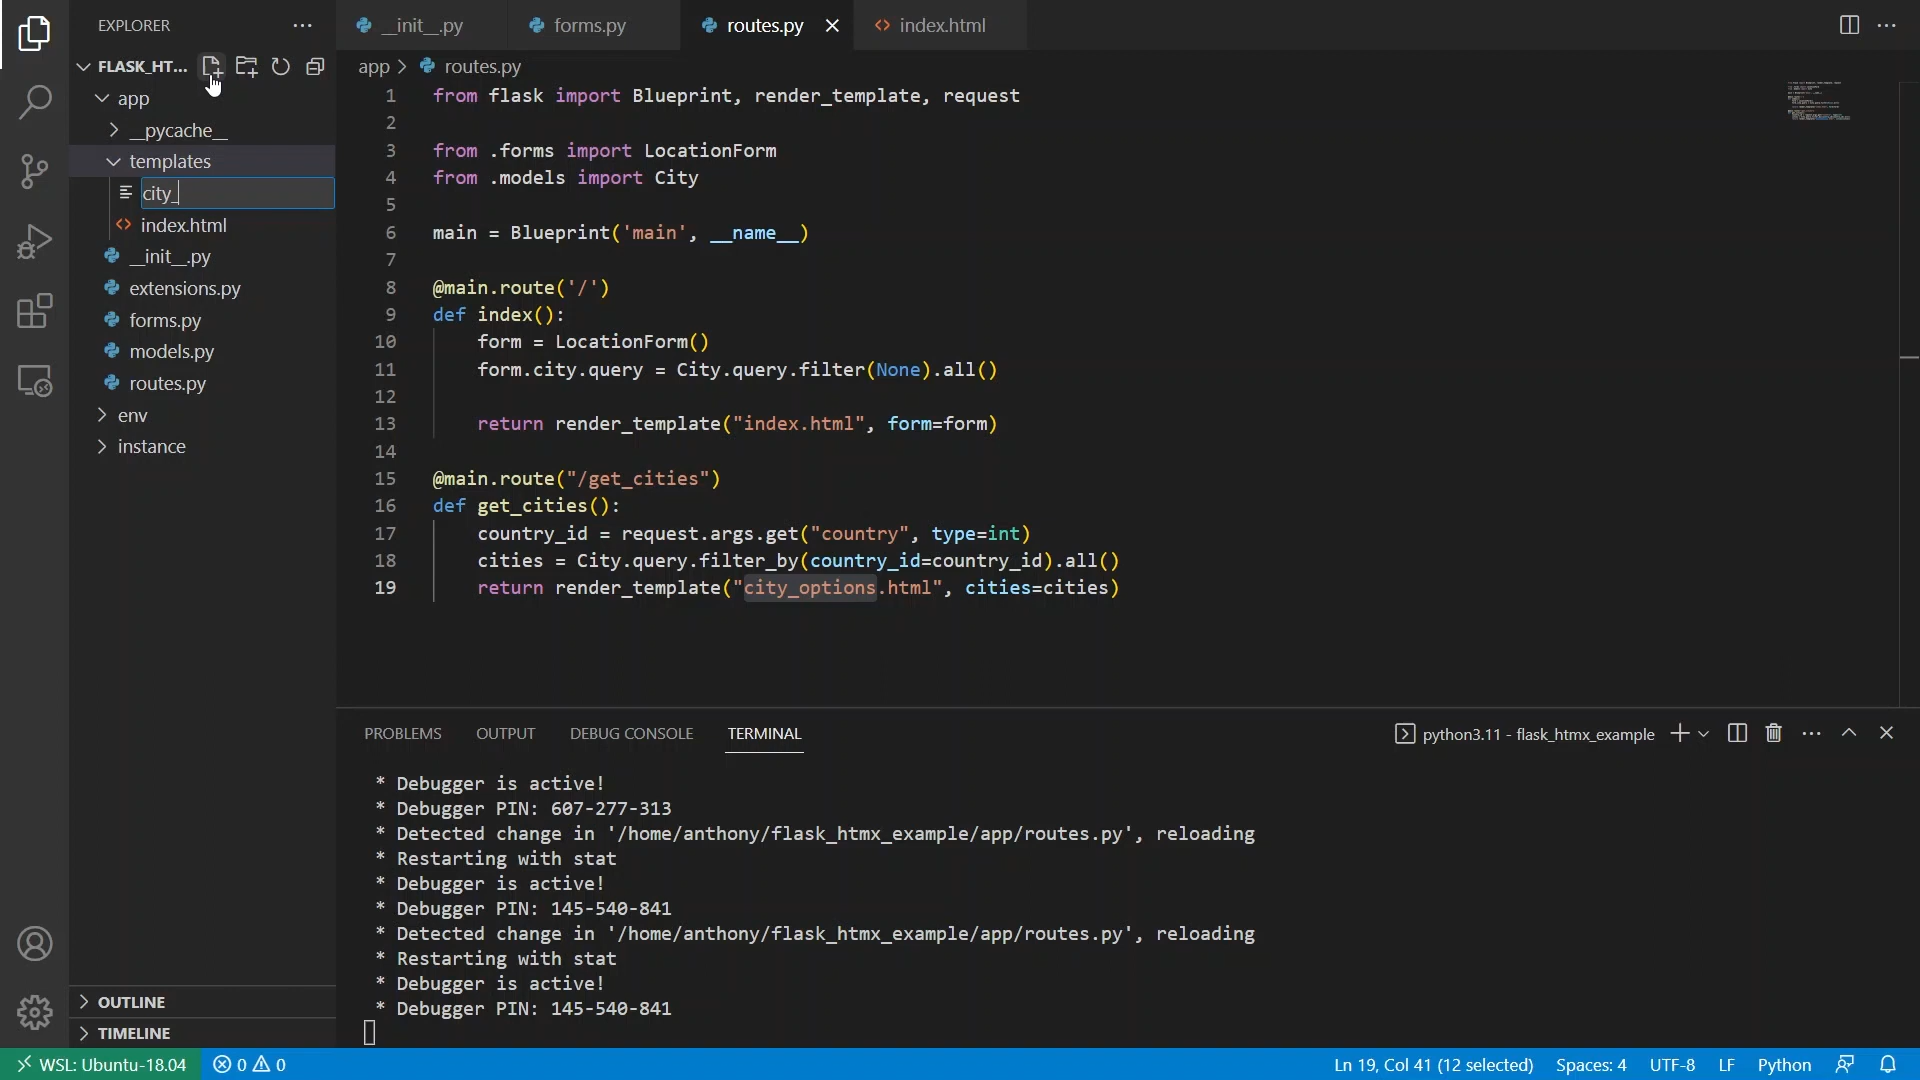 EXPLORER
__init__.py
forms.py
routes.py
index.html
FLASK_HT...
app
__pycache__
templates
city_
index.html
__init__.py
extensions.py
forms.py
models.py
routes.py
env
instance
OUTLINE
TIMELINE
app > routes.py
1 from flask import Blueprint, render_template, request
2
3 from .forms import LocationForm
4 from .models import City
5
6 main = Blueprint('main', __name__)
7
8 @main.route('/')
9 def index():
10 form = LocationForm()
11 form.city.query = City.query.filter(None).all()
12
13 return render_template("index.html", form=form)
14
15 @main.route("/get_cities")
16 def get_cities():
17 country_id = request.args.get("country", type=int)
18 cities = City.query.filter_by(country_id=country_id).all()
19 return render_template("city_options.html", cities=cities)
PROBLEMS OUTPUT DEBUG CONSOLE TERMINAL
python3.11 - flask_htmx_example
* Debugger is active!
* Debugger PIN: 607-277-313
* Detected change in '/home/anthony/flask_htmx_example/app/routes.py', reloading
* Restarting with stat
* Debugger is active!
* Debugger PIN: 145-540-841
* Detected change in '/home/anthony/flask_htmx_example/app/routes.py', reloading
* Restarting with stat
* Debugger is active!
* Debugger PIN: 145-540-841
WSL: Ubuntu-18.04 0 0 Ln 19, Col 41 (12 selected) Spaces: 4 UTF-8 LF Python